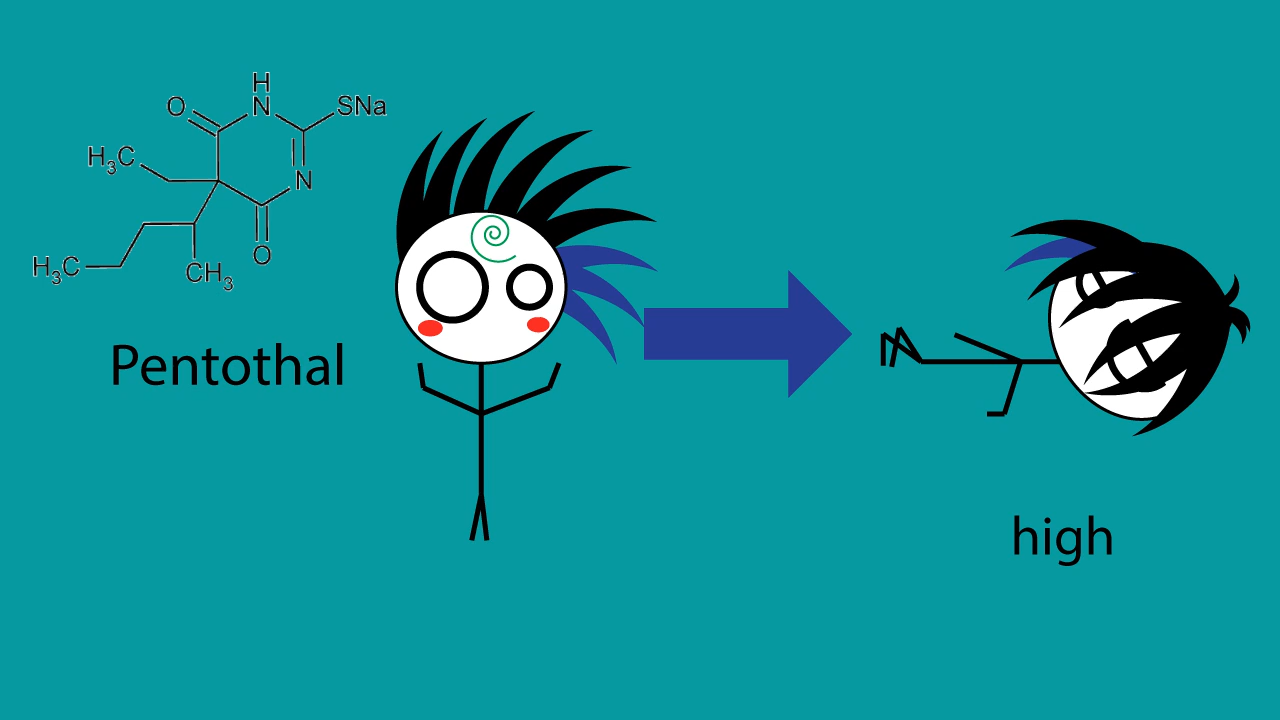 H
O
N
SNa
H₃C
N
O
H₃C
CH₃
Pentothal
high